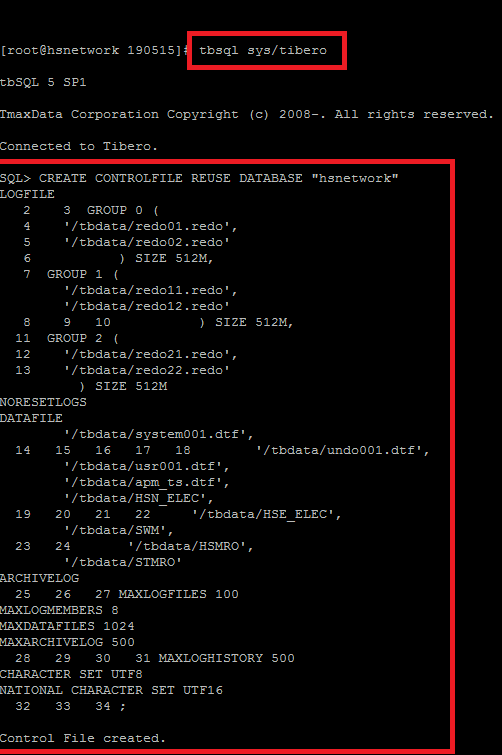 [root@hsnetwork 190515]# tbsql sys/tibero
tbSQL 5 SP1
TmaxData Corporation Copyright (c) 2008-. All rights reserved.
Connected to Tibero.
SQL> CREATE CONTROLFILE REUSE DATABASE "hsnetwork"
LOGFILE
2 3 GROUP 0 (
4 '/tbdata/redo01.redo',
5 '/tbdata/redo02.redo'
6 ) SIZE 512M,
7 GROUP 1 (
'/tbdata/redo11.redo',
'/tbdata/redo12.redo'
8 9 10 ) SIZE 512M,
11 GROUP 2 (
12 '/tbdata/redo21.redo',
13 '/tbdata/redo22.redo'
) SIZE 512M
NORESETLOGS
DATAFILE
'/tbdata/system001.dtf',
14 15 16 17 18 '/tbdata/undo001.dtf',
'/tbdata/usr001.dtf',
'/tbdata/apm_ts.dtf',
'/tbdata/HSN_ELEC',
19 20 21 22 '/tbdata/HSE_ELEC',
'/tbdata/SWM',
23 24 '/tbdata/HSMRO',
'/tbdata/STMRO'
ARCHIVELOG
25 26 27 MAXLOGFILES 100
MAXLOGMEMBERS 8
MAXDATAFILES 1024
MAXARCHIVELOG 500
28 29 30 31 MAXLOGHISTORY 500
CHARACTER SET UTF8
NATIONAL CHARACTER SET UTF16
32 33 34 ;
Control File created.